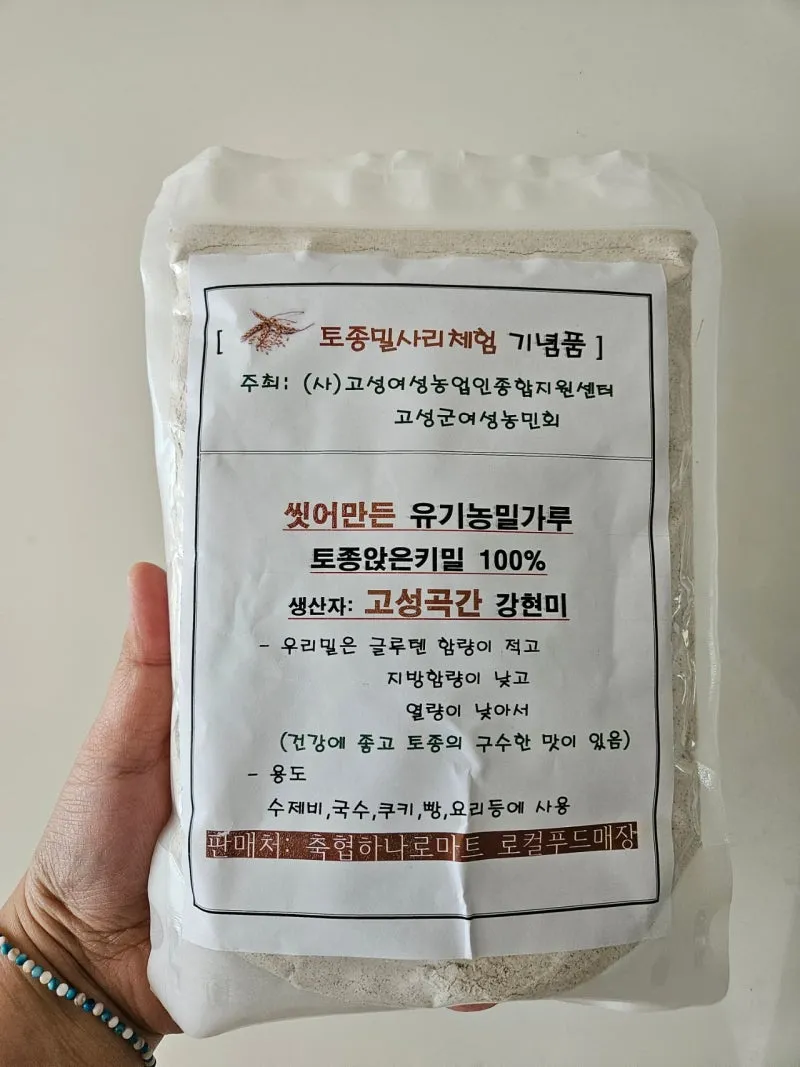 [ 토종밀사리체험 기념품 ]
주최: (사)고성여성농업인종합지원센터
고성군여성농민회
씻어만든 유기농밀가루
토종앉은키밀 100%
생산자: 고성곡간 강현미
- 우리밀은 글루텐 함량이 적고
지방함량이 낮고
열량이 낮아서
(건강에 좋고 토종의 구수한 맛이 있음)
- 용도
수제비,국수,쿠키,빵,요리등에 사용
판매처: 축협하나로마트 로컬푸드매장